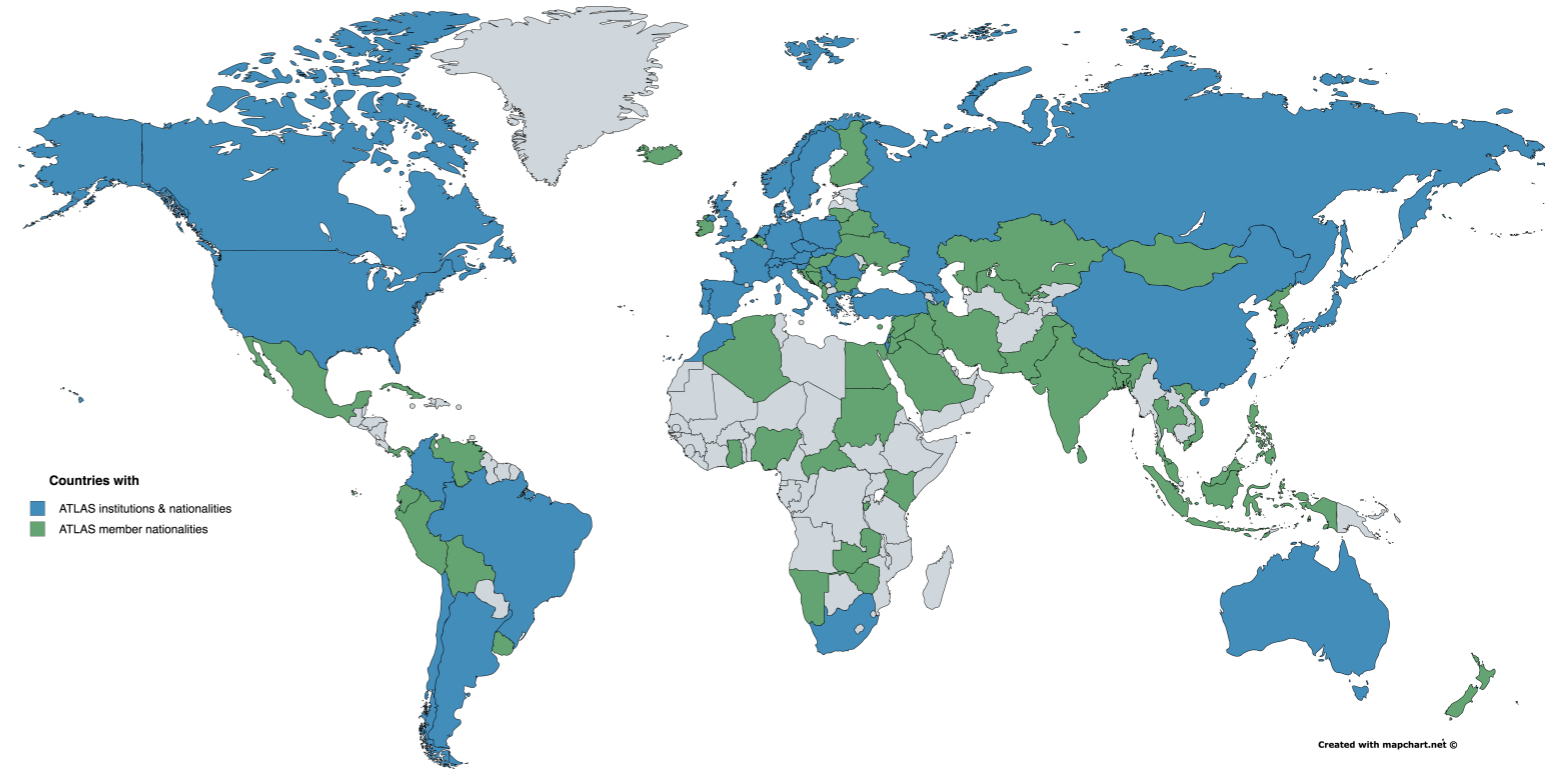 Countries with
ATLAS institutions & nationalities
ATLAS member nationalities
Created with mapchart.net ©